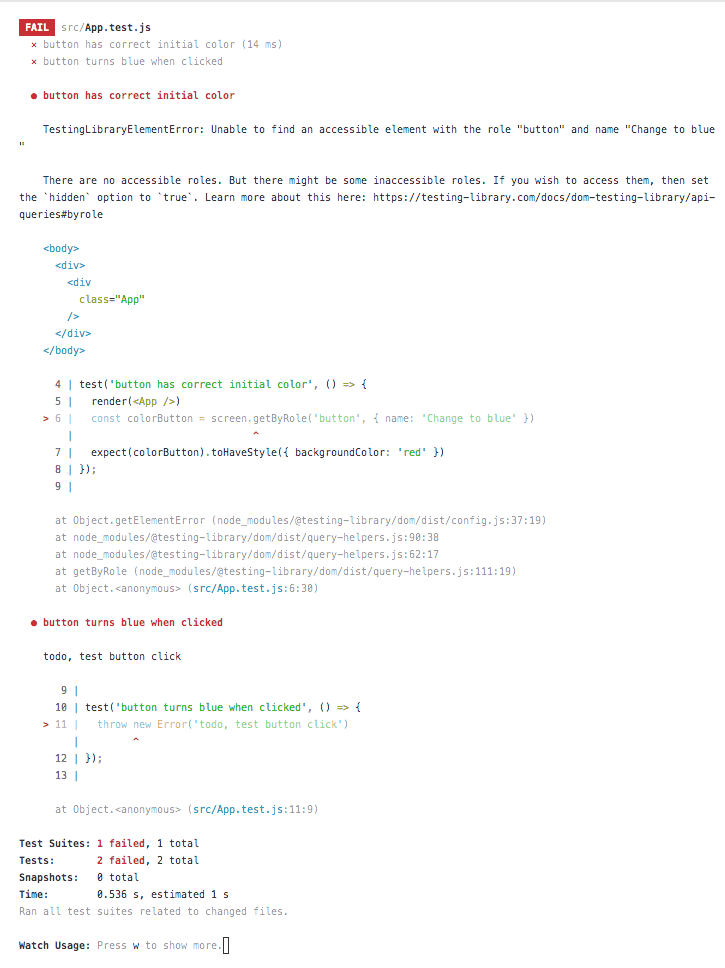 FAIL src/App.test.js
× button has correct initial color (14 ms)
× button turns blue when clicked
● button has correct initial color
TestingLibraryElementError: Unable to find an accessible element with the role "button" and name "Change to blue
"
There are no accessible roles. But there might be some inaccessible roles. If you wish to access them, then set
the `hidden` option to `true`. Learn more about this here: https://testing-library.com/docs/dom-testing-library/api-
queries#byrole
<body>
<div>
<div
class="App"
/>
</div>
</body>
4 | test('button has correct initial color', () => {
5 | render(<App />)
> 6 | const colorButton = screen.getByRole('button', { name: 'Change to blue' })
| ^
7 | expect(colorButton).toHaveStyle({ backgroundColor: 'red' })
8 | });
9 |
at Object.getElementError (node_modules/@testing-library/dom/dist/config.js:37:19)
at node_modules/@testing-library/dom/dist/query-helpers.js:90:38
at node_modules/@testing-library/dom/dist/query-helpers.js:62:17
at getByRole (node_modules/@testing-library/dom/dist/query-helpers.js:111:19)
at Object.<anonymous> (src/App.test.js:6:30)
● button turns blue when clicked
todo, test button click
9 |
10 | test('button turns blue when clicked', () => {
> 11 | throw new Error('todo, test button click')
| ^
12 | });
13 |
at Object.<anonymous> (src/App.test.js:11:9)
Test Suites: 1 failed, 1 total
Tests: 2 failed, 2 total
Snapshots: 0 total
Time: 0.536 s, estimated 1 s
Ran all test suites related to changed files.
Watch Usage: Press w to show more.